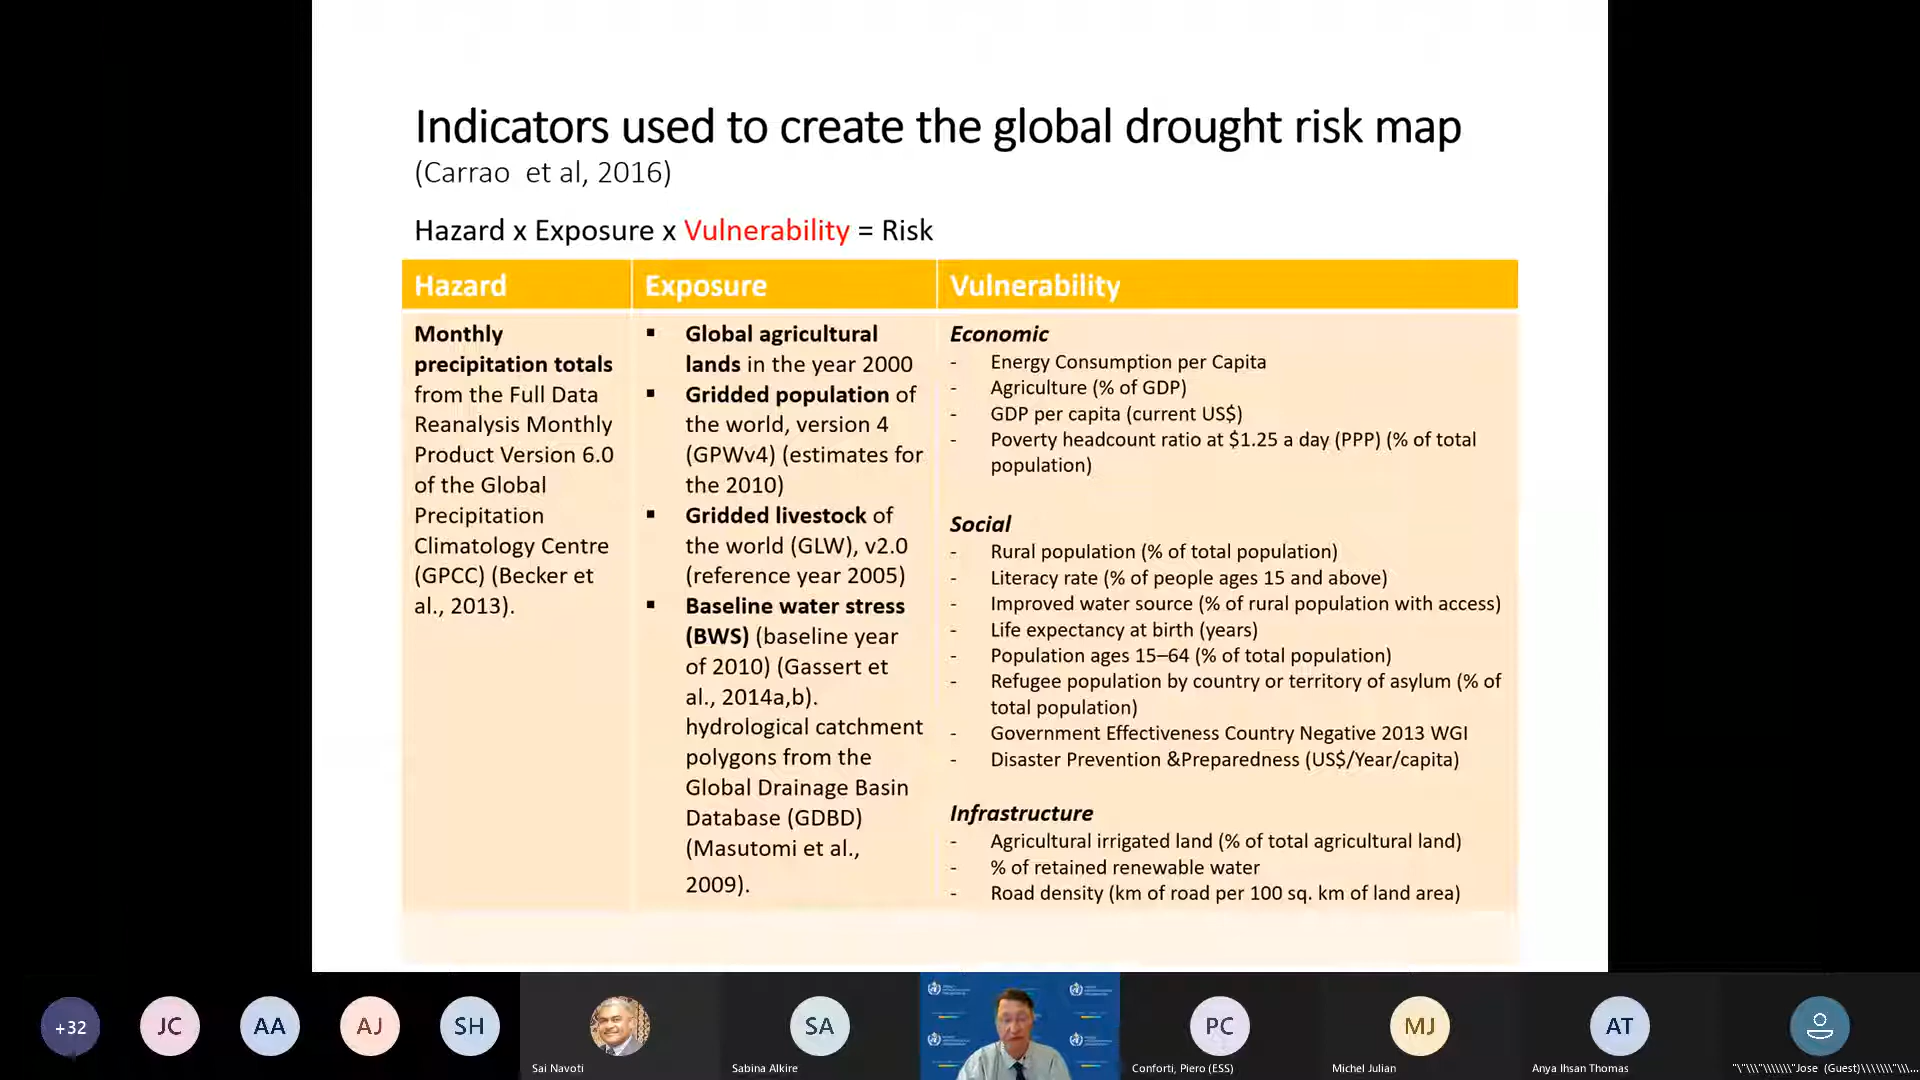 Indicators used to create the global drought risk map
(Carrao et al, 2016)
Hazard x Exposure x Vulnerability = Risk
Hazard
Exposure
Vulnerability
Monthly
precipitation totals
from the Full Data
Reanalysis Monthly
Product Version 6.0
of the Global
Precipitation
Climatology Centre
(GPCC) (Becker et
al., 2013).
▪ Global agricultural
lands in the year 2000
▪ Gridded population of
the world, version 4
(GPWv4) (estimates for
the 2010)
▪ Gridded livestock of
the world (GLW), v2.0
(reference year 2005)
▪ Baseline water stress
(BWS) (baseline year
of 2010) (Gassert et
al., 2014a,b).
hydrological catchment
polygons from the
Global Drainage Basin
Database (GDBD)
(Masutomi et al.,
2009).
Economic
- Energy Consumption per Capita
- Agriculture (% of GDP)
- GDP per capita (current US$)
- Poverty headcount ratio at $1.25 a day (PPP) (% of total
population)
Social
- Rural population (% of total population)
- Literacy rate (% of people ages 15 and above)
- Improved water source (% of rural population with access)
- Life expectancy at birth (years)
- Population ages 15–64 (% of total population)
- Refugee population by country or territory of asylum (% of
total population)
- Government Effectiveness Country Negative 2013 WGI
- Disaster Prevention &Preparedness (US$/Year/capita)
Infrastructure
- Agricultural irrigated land (% of total agricultural land)
- % of retained renewable water
- Road density (km of road per 100 sq. km of land area)
+32
JC
AA
AJ
SH
SA
PC
MJ
AT
Sai Navoti
Sabina Alkire
Conforti, Piero (ESS)
Michel Julian
Anya Ihsan Thomas
"\"\\\"\\\\\\\"Jose (Guest)\\\\\\\"\\\...